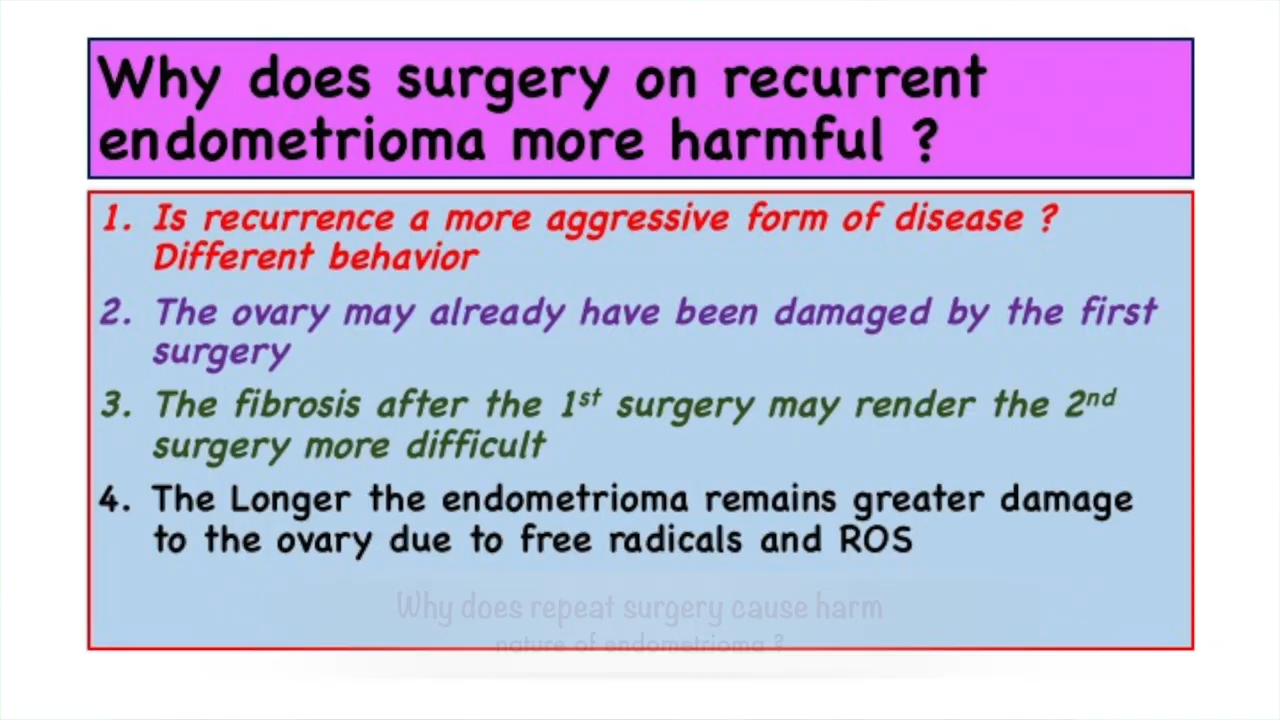 Why does surgery on recurrent
endometrioma more harmful ?
1. Is recurrence a more aggressive form of disease ?
Different behavior
2. The ovary may already have been damaged by the first
surgery
3. The fibrosis after the 1st surgery may render the 2nd
surgery more difficult
4. The Longer the endometrioma remains greater damage
to the ovary due to free radicals and ROS
Why does repeat surgery cause harm
nature of endometrioma ?